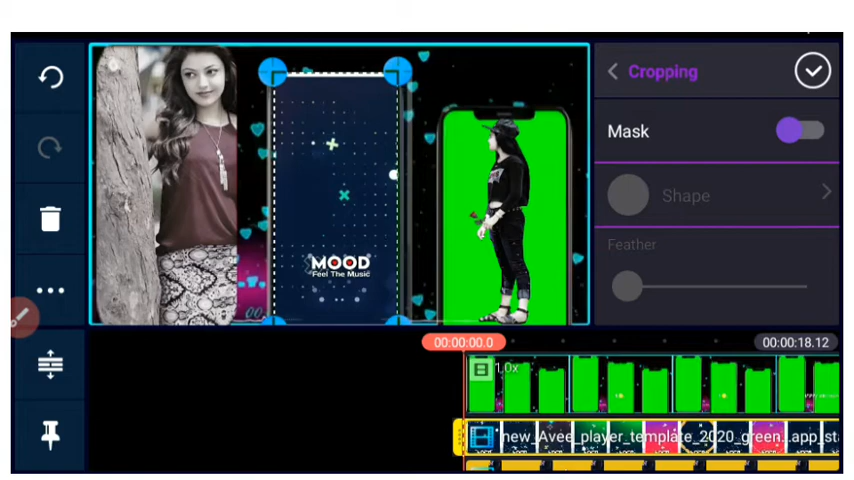 Cropping
Mask
Shape
Feather
MOOD
Feel The Music
00:00:00.0
00:00:18.12
1.0x
new_Avee_player_template_2020_green...app_sta